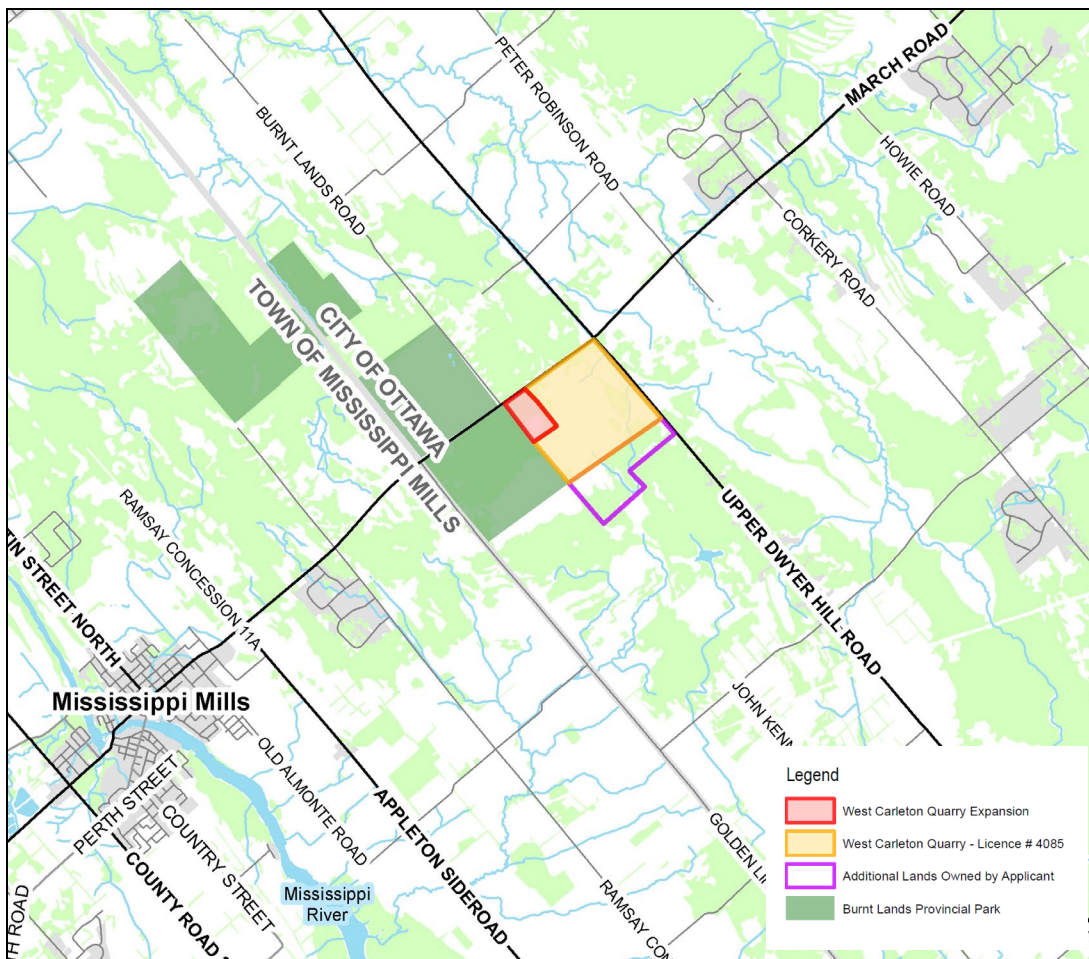 PETER ROBINSON ROAD
MARCH ROAD
BURNT LANDS ROAD
HOWIE ROAD
CORKERY ROAD
CITY OF OTTAWA
TOWN OF MISSISSIPPI MILLS
UPPER DWYER HILL ROAD
RAMSAY CONCESSION 11A
TIN STREET NORTH
Mississippi Mills
JOHN KENN
OLD ALMONTE ROAD
PERTH STREET
COUNTRY STREET
APPLETON SIDEROAD
GOLDEN LI
COUNTY ROAD
RAMSAY CON
Mississippi
River
H ROAD
Legend
West Carleton Quarry Expansion
West Carleton Quarry - Licence # 4085
Additional Lands Owned by Applicant
Burnt Lands Provincial Park